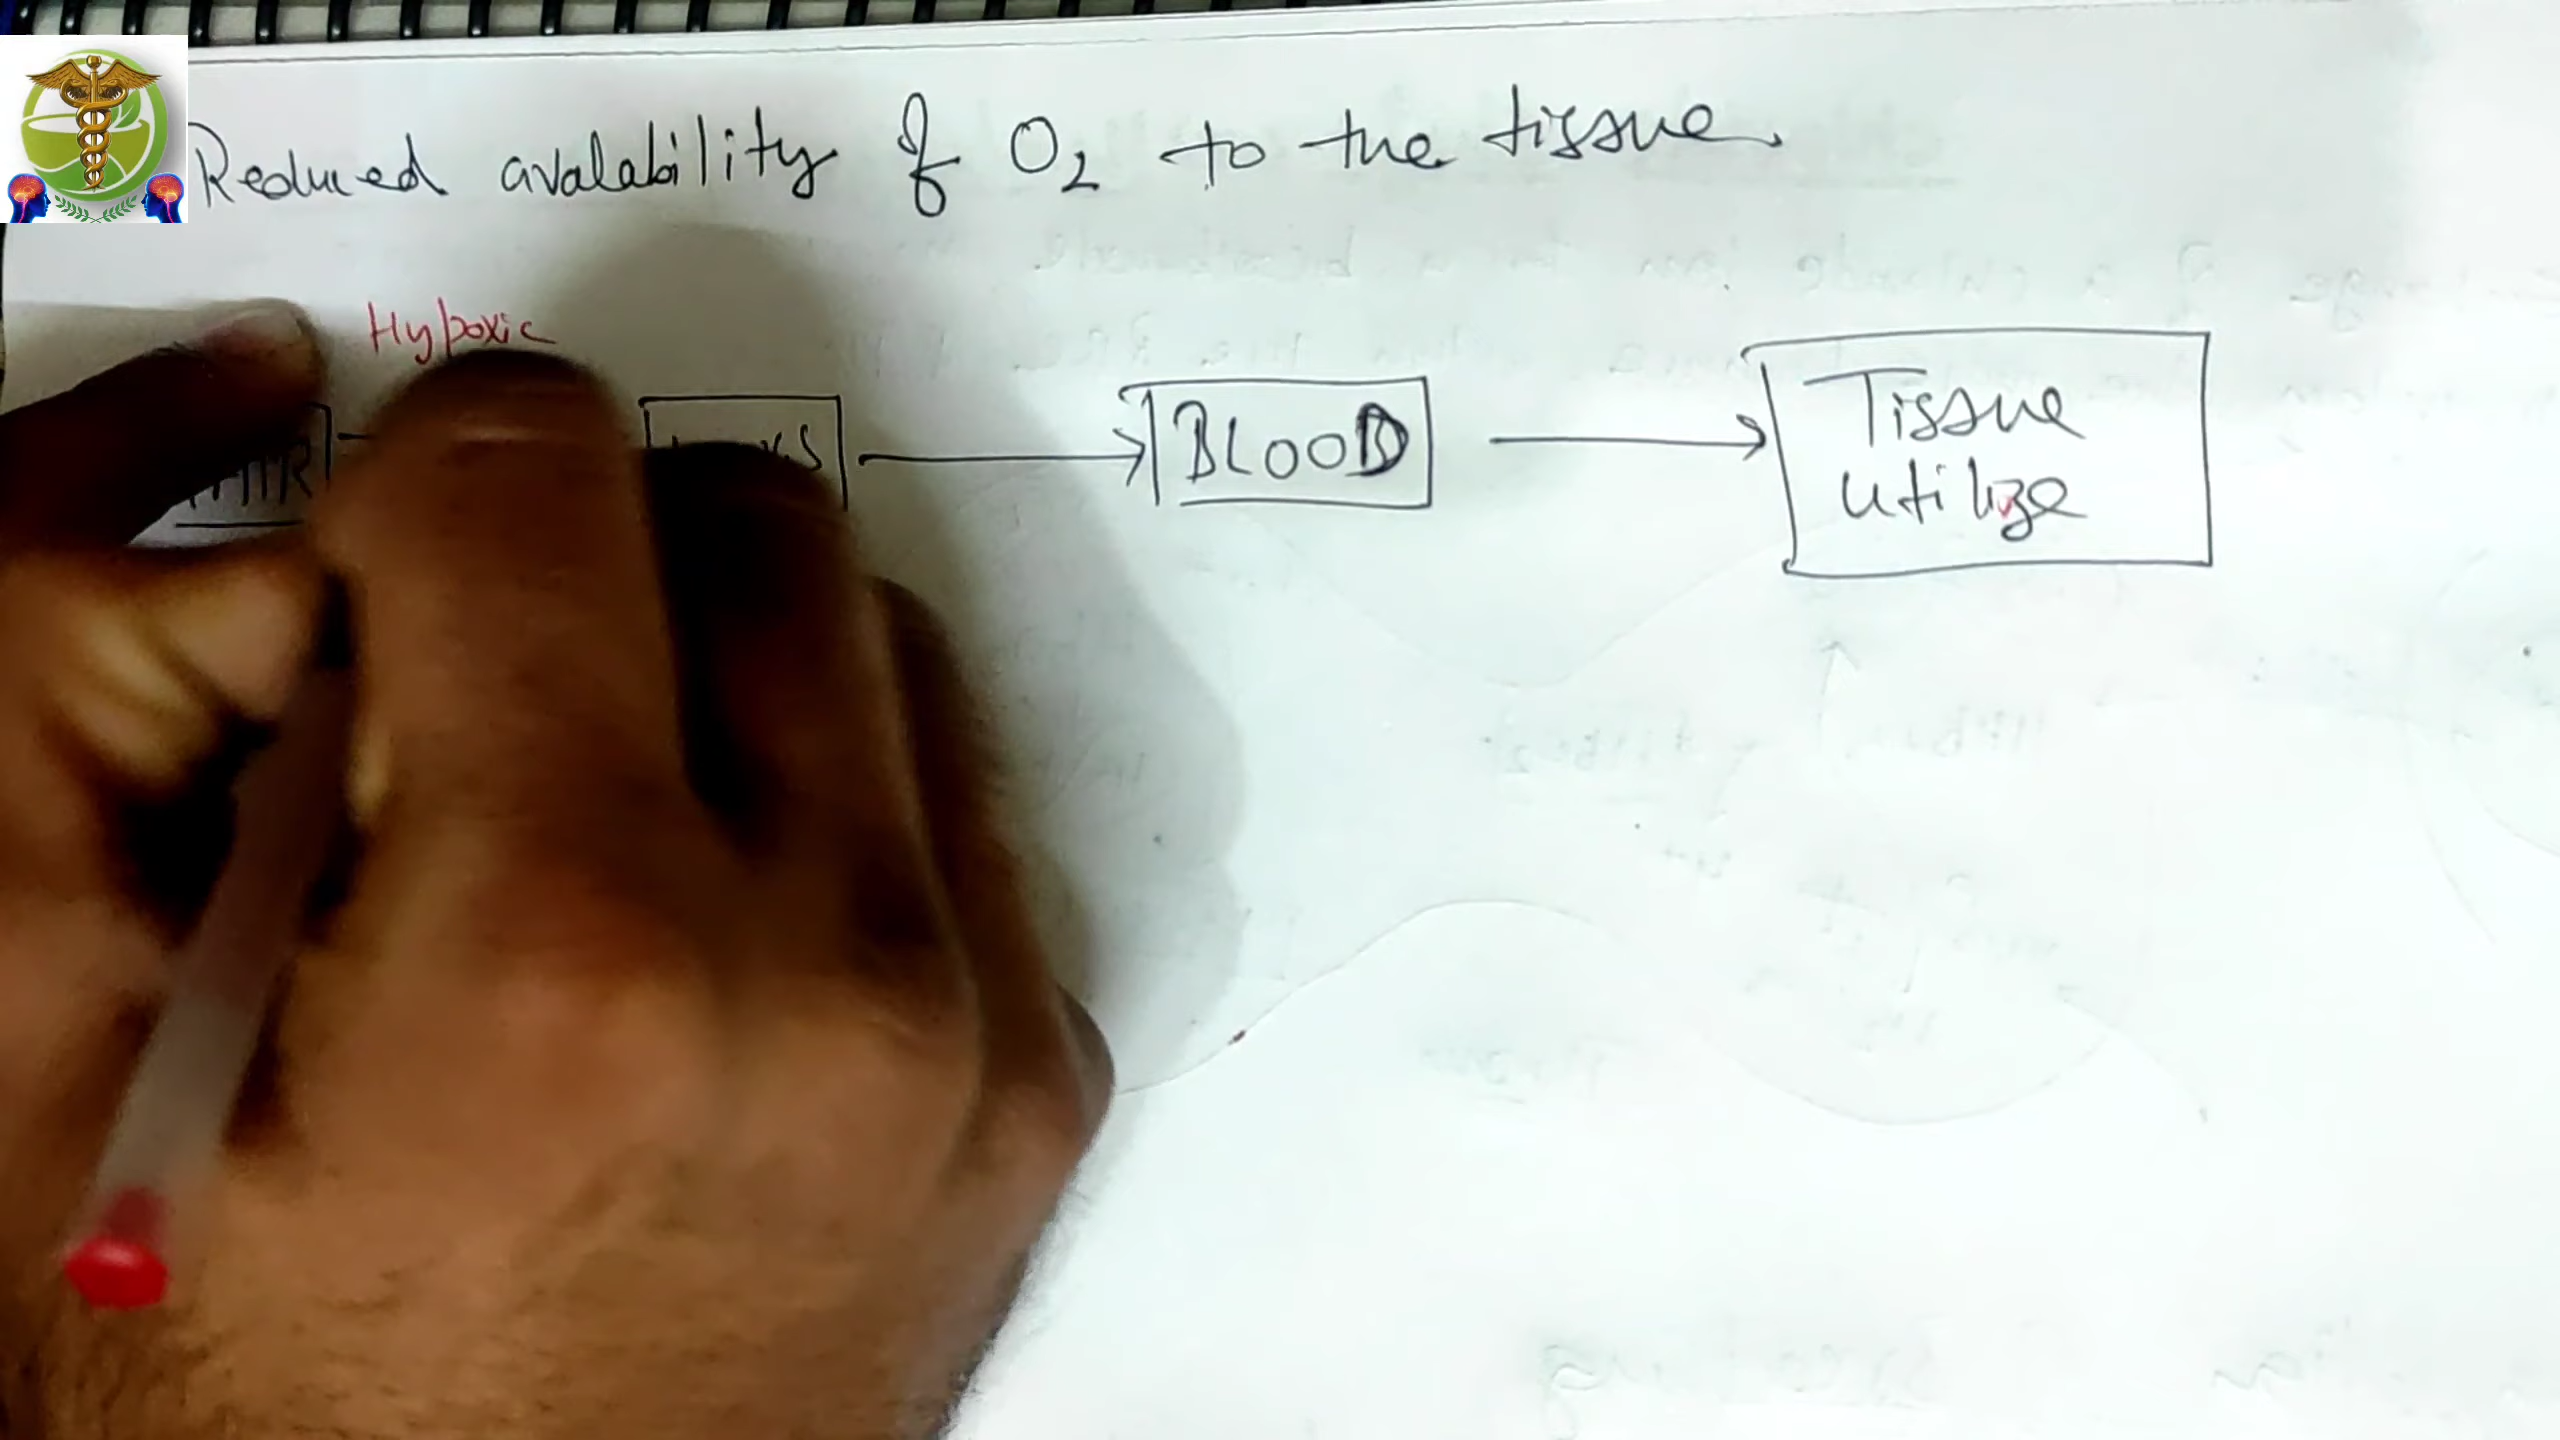 Reduced avalability of O2 to the tissue.
Hypoxic
BLOOD
Tissue
utilize